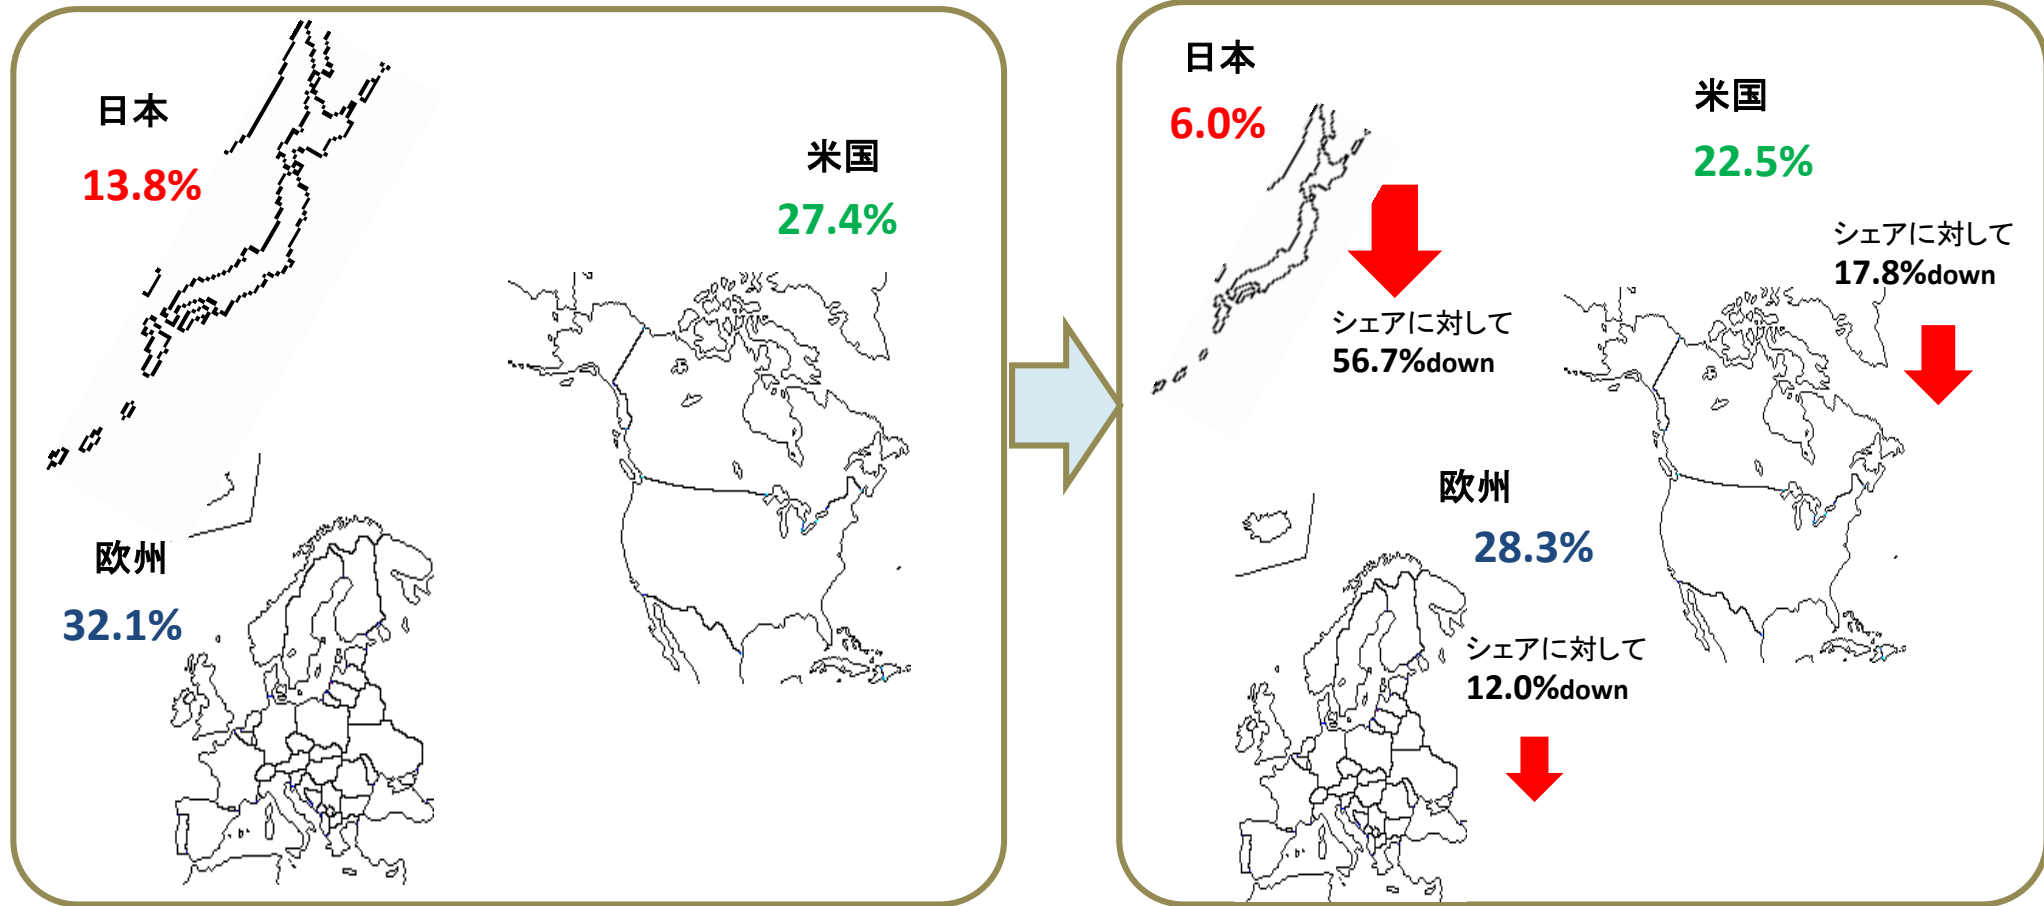 日本
13.8%
米国
27.4%
欧州
32.1%
日本
6.0%
シェアに対して
56.7%down
米国
22.5%
シェアに対して
17.8%down
欧州
28.3%
シェアに対して
12.0%down